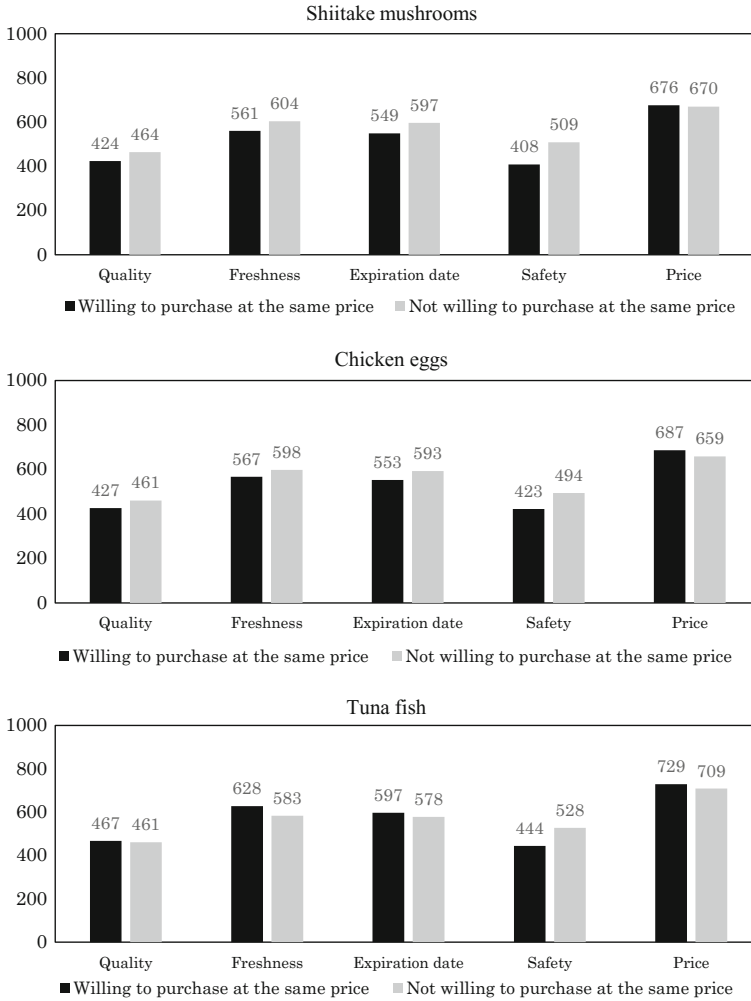 Shiitake mushrooms
1000
800
600
400
200
0
424 464 561 604 549 597 408 509 676 670
Quality Freshness Expiration date Safety Price
Willing to purchase at the same price Not willing to purchase at the same price
Chicken eggs
1000
800
600
400
200
0
427 461 567 598 553 593 423 494 687 659
Quality Freshness Expiration date Safety Price
Willing to purchase at the same price Not willing to purchase at the same price
Tuna fish
1000
800
600
400
200
0
467 461 628 583 597 578 444 528 729 709
Quality Freshness Expiration date Safety Price
Willing to purchase at the same price Not willing to purchase at the same price